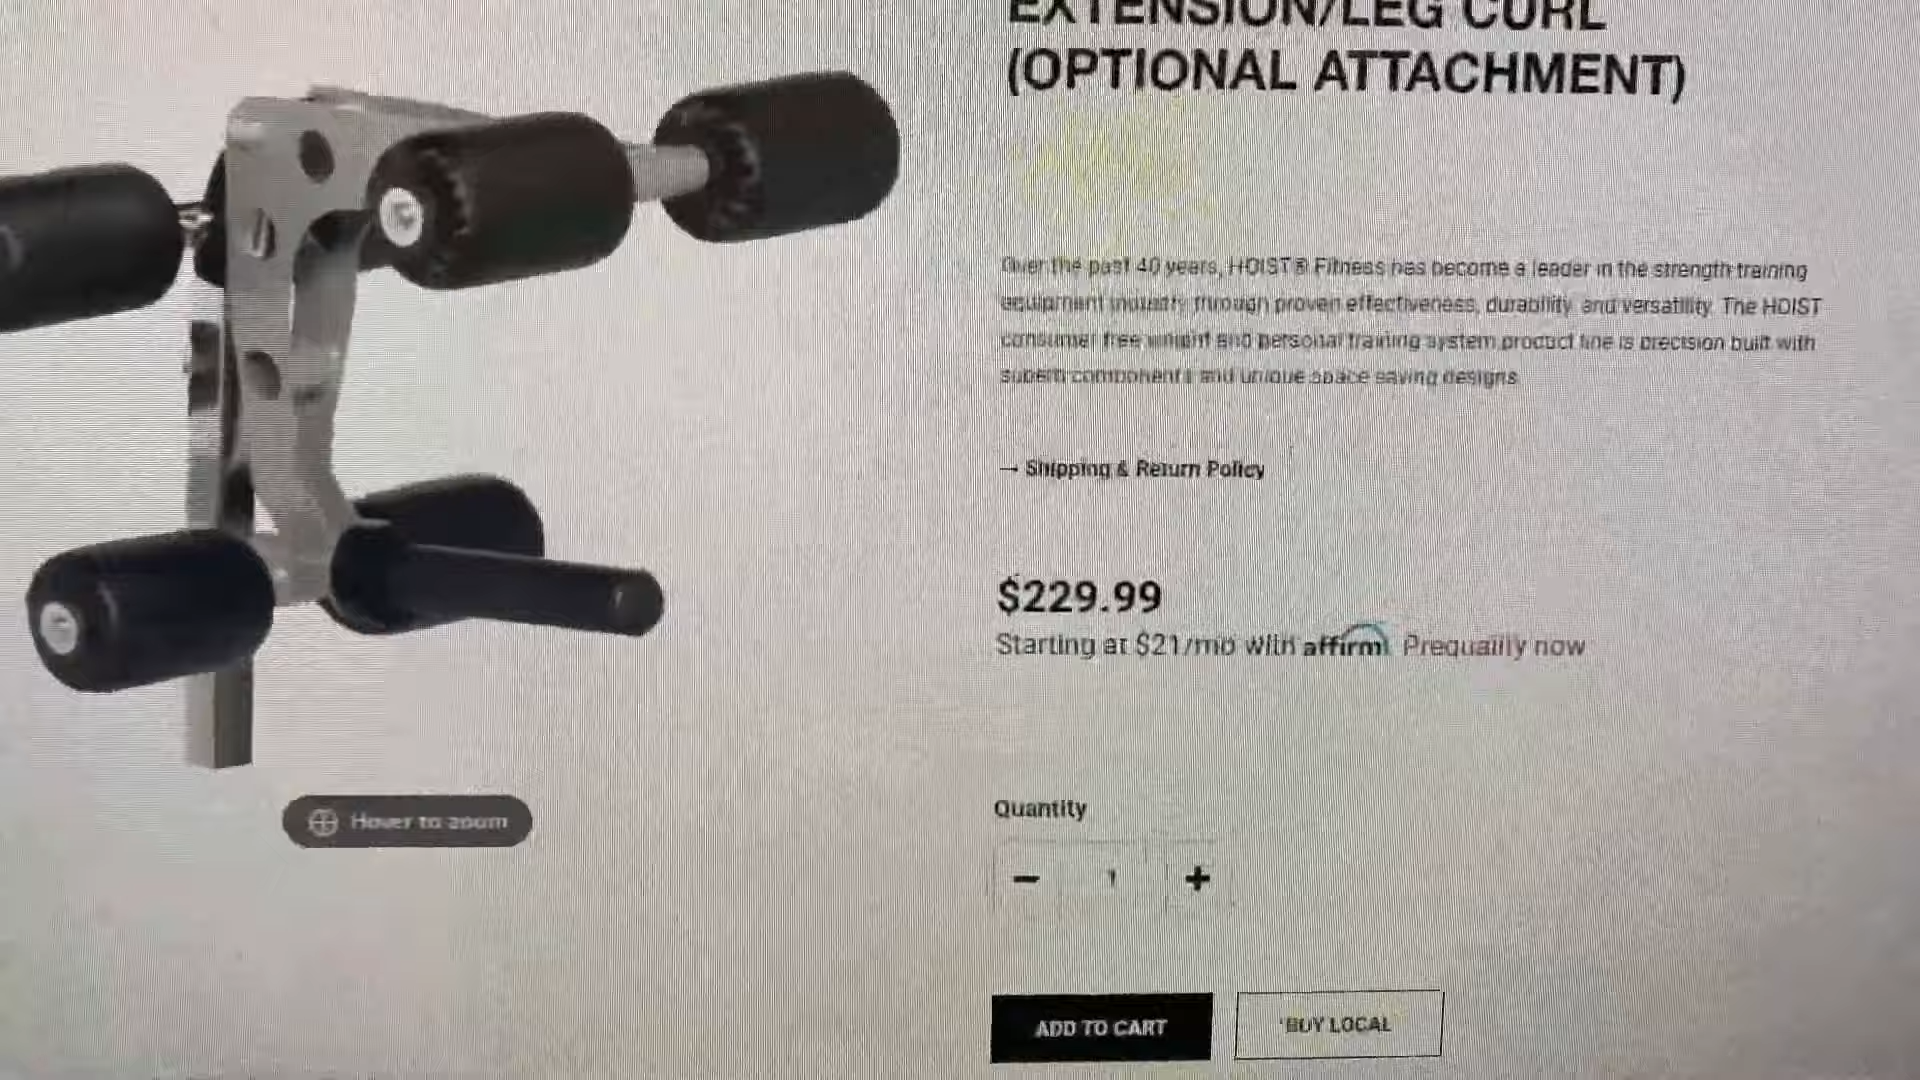 EXTENSION/LEG CURL
(OPTIONAL ATTACHMENT)
Over the past 40 years, HOIST® Fitness has become a leader in the strength training
equipment industry through proven effectiveness, durability, and versatility. The HOIST
consumer free weight and personal training system product line is precision built with
superb components and unique space saving designs.
→ Shipping & Return Policy
$229.99
Starting at $21/mo with affirm. Prequalify now
Hover to zoom
Quantity
− 1 +
ADD TO CART
BUY LOCAL